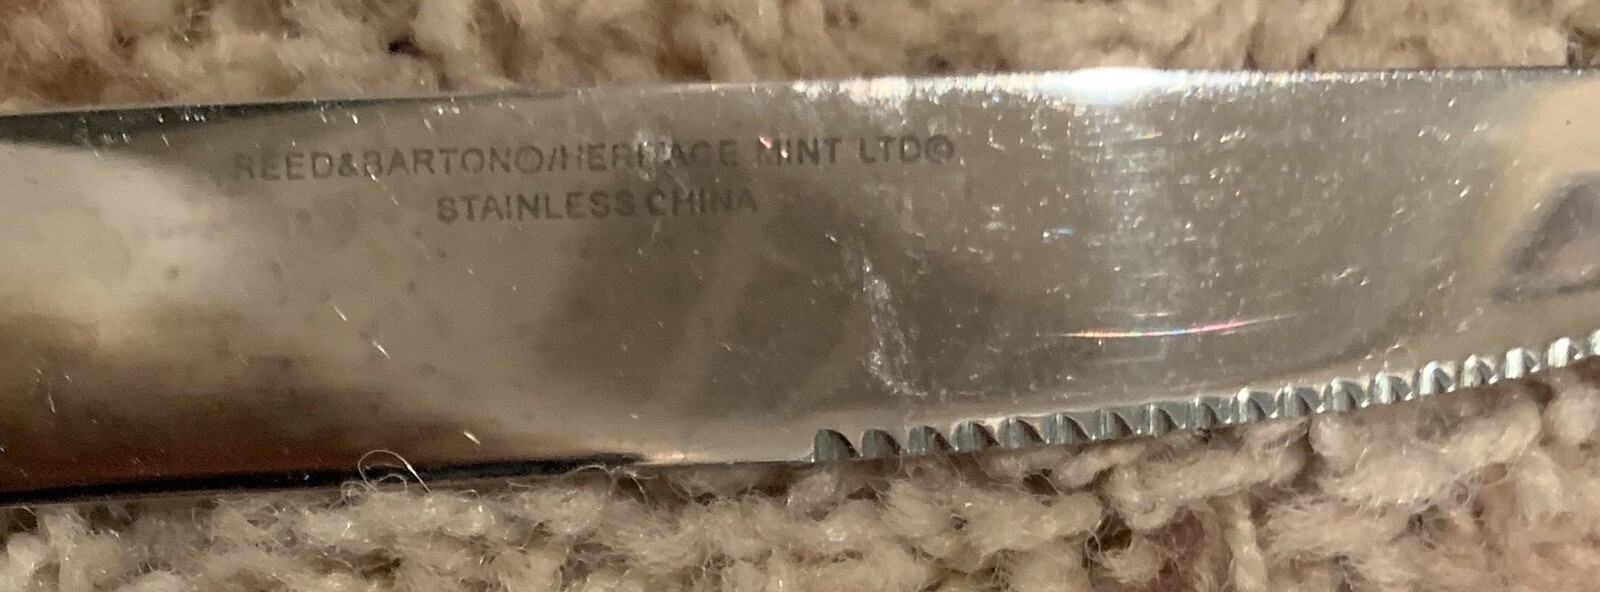 REED&BARTON®/HERITAGE MINT LTD®
STAINLESS CHINA